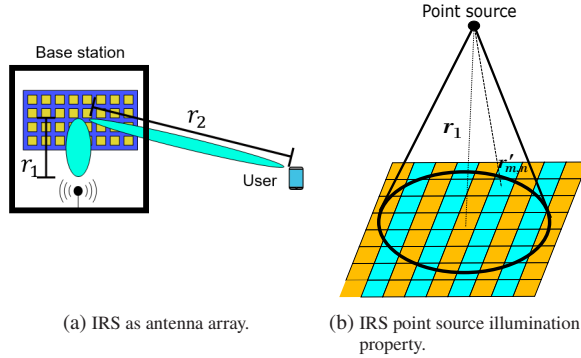 Base station
r₁
r₂
User
(a) IRS as antenna array.
Point source
r₁
r′ₘ,ₙ
(b) IRS point source illumination
property.